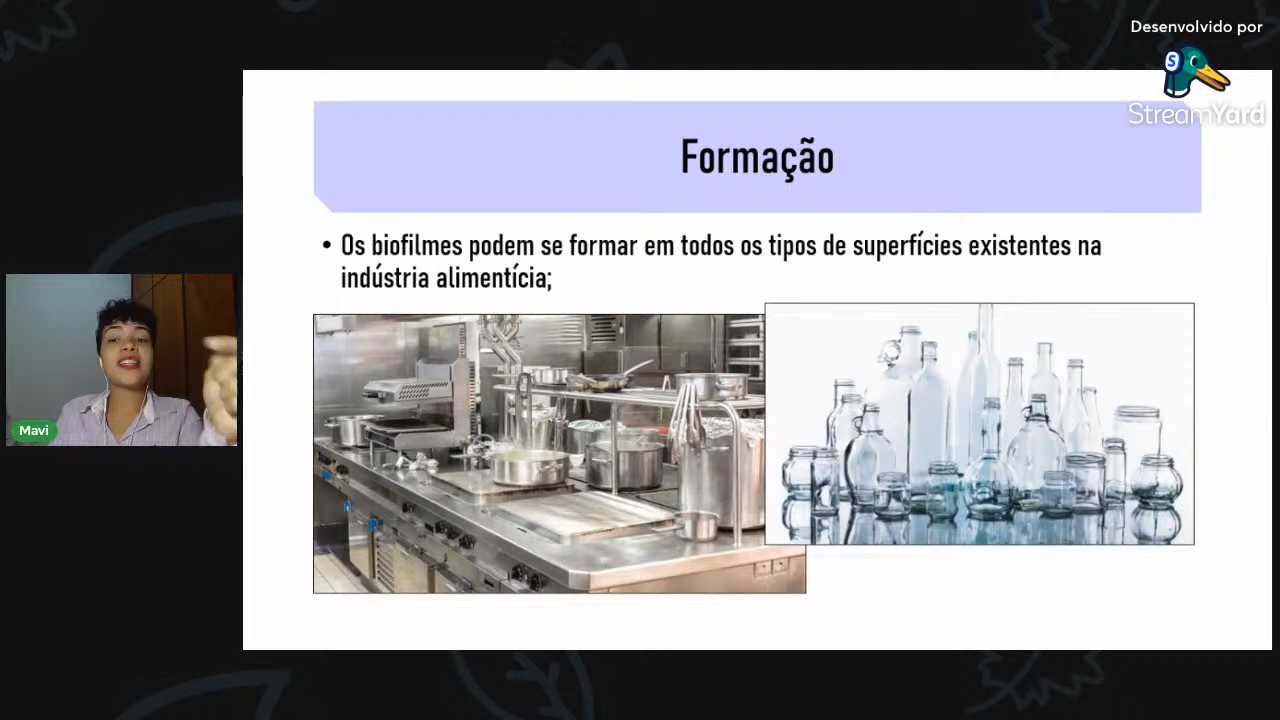 Desenvolvido por
StreamYard
Formação
• Os biofilmes podem se formar em todos os tipos de superfícies existentes na
indústria alimentícia;
Mavi